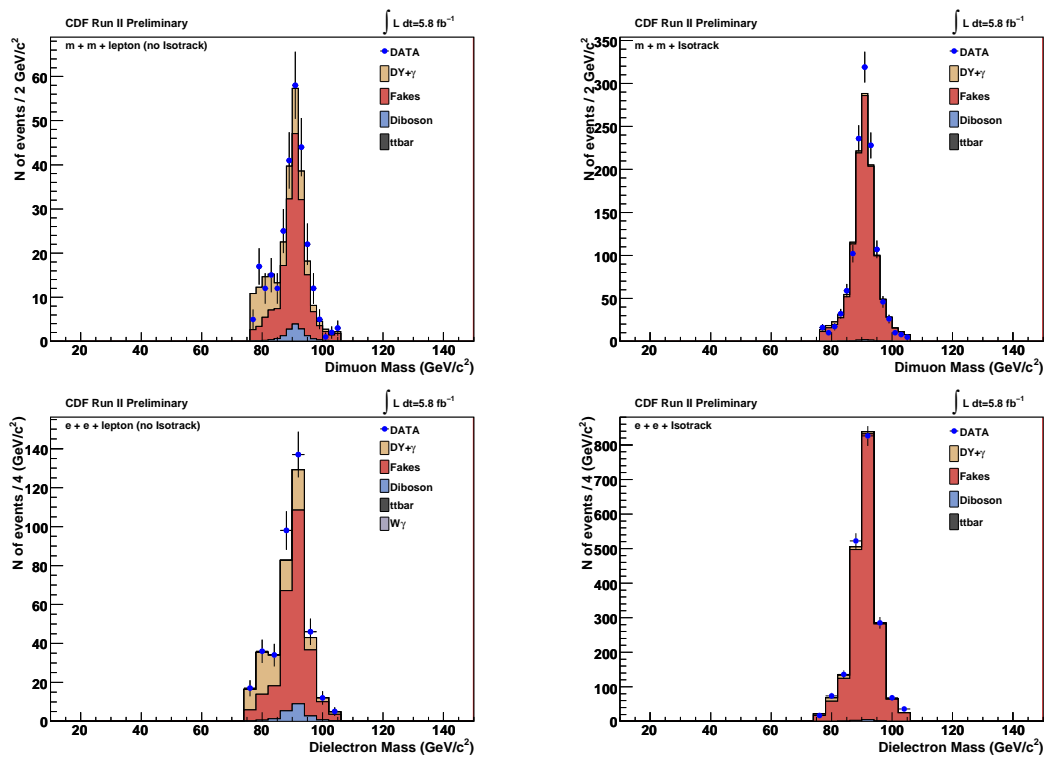 CDF Run II Preliminary
∫ L dt=5.8 fb⁻¹
m + m + lepton (no Isotrack)
N of events / 2 GeV/c²
60
50
40
30
20
10
0
DATA
DY+γ
Fakes
Diboson
ttbar
20 40 60 80 100 120 140
Dimuon Mass (GeV/c²)
CDF Run II Preliminary
∫ L dt=5.8 fb⁻¹
m + m + Isotrack
N of events / 2 GeV/c²
350
300
250
200
150
100
50
0
DATA
DY+γ
Fakes
Diboson
ttbar
20 40 60 80 100 120 140
Dimuon Mass (GeV/c²)
CDF Run II Preliminary
∫ L dt=5.8 fb⁻¹
e + e + lepton (no Isotrack)
N of events / 4 (GeV/c²)
140
120
100
80
60
40
20
0
DATA
DY+γ
Fakes
Diboson
ttbar
Wγ
20 40 60 80 100 120 140
Dielectron Mass (GeV/c²)
CDF Run II Preliminary
∫ L dt=5.8 fb⁻¹
e + e + Isotrack
N of events / 4 (GeV/c²)
800
700
600
500
400
300
200
100
0
DATA
DY+γ
Fakes
Diboson
ttbar
20 40 60 80 100 120 140
Dielectron Mass (GeV/c²)